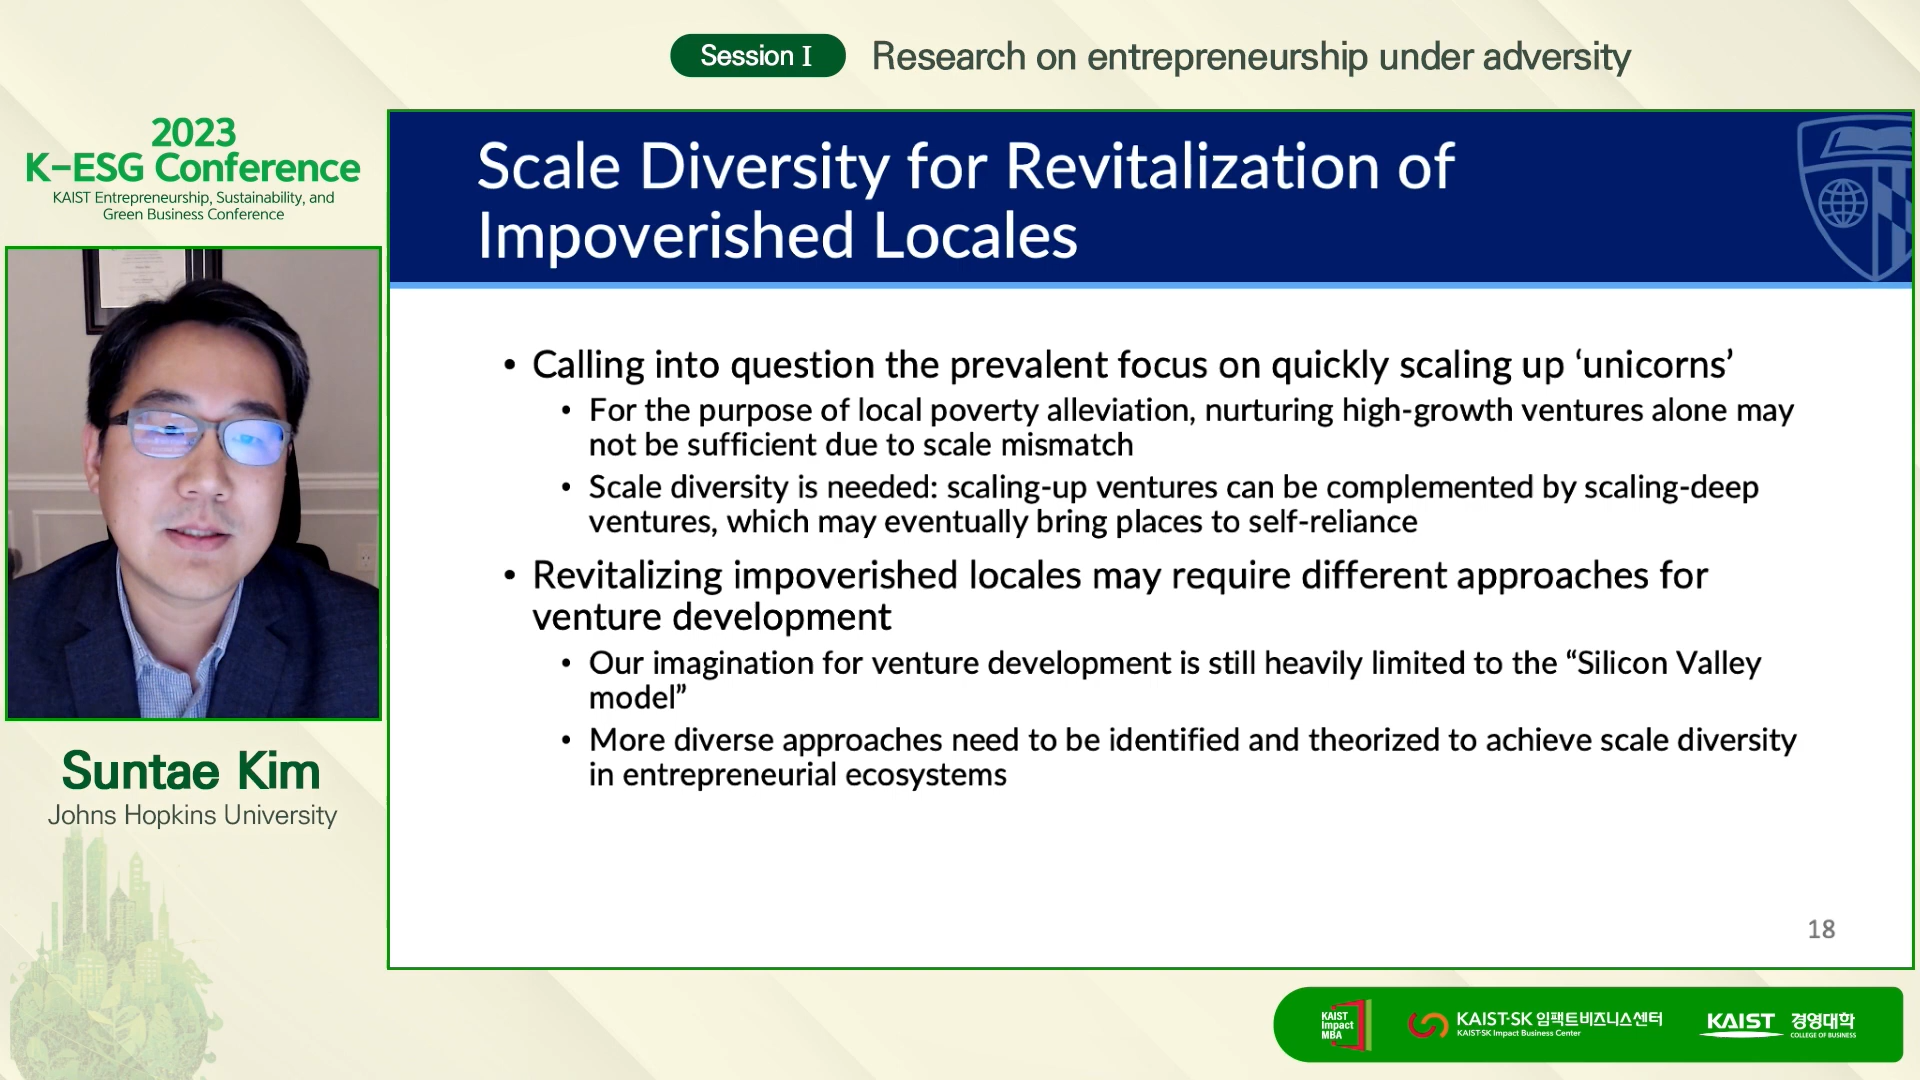 Session I
Research on entrepreneurship under adversity
2023
K-ESG Conference
KAIST Entrepreneurship, Sustainability, and
Green Business Conference
Scale Diversity for Revitalization of
Impoverished Locales
• Calling into question the prevalent focus on quickly scaling up ‘unicorns’
• For the purpose of local poverty alleviation, nurturing high-growth ventures alone may
not be sufficient due to scale mismatch
• Scale diversity is needed: scaling-up ventures can be complemented by scaling-deep
ventures, which may eventually bring places to self-reliance
• Revitalizing impoverished locales may require different approaches for
venture development
• Our imagination for venture development is still heavily limited to the “Silicon Valley
model”
• More diverse approaches need to be identified and theorized to achieve scale diversity
in entrepreneurial ecosystems
18
Suntae Kim
Johns Hopkins University
KAIST
Impact
MBA
KAIST-SK 임팩트비즈니스센터
KAIST-SK Impact Business Center
KAIST
경영대학
COLLEGE OF BUSINESS